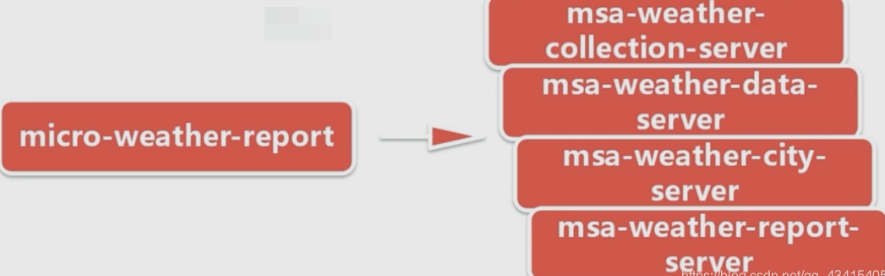 micro-weather-report
msa-weather-
collection-server
msa-weather-data-
server
msa-weather-city-
server
msa-weather-report-
server